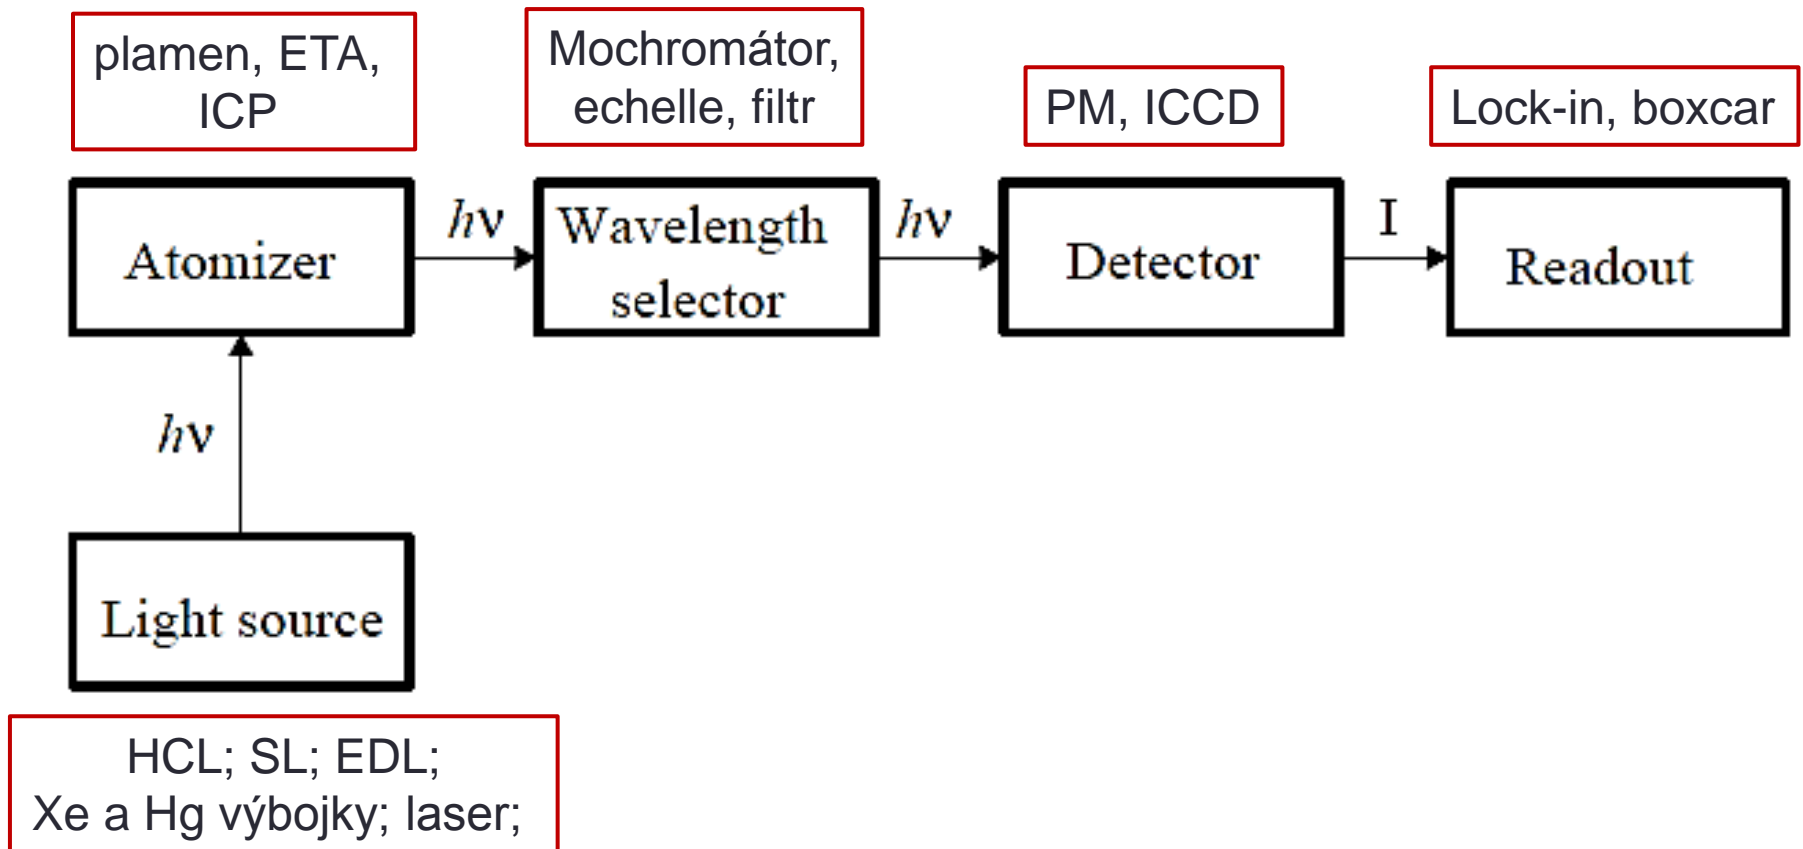 plamen, ETA,
ICP
Mochromátor,
echelle, filtr
PM, ICCD
Lock-in, boxcar
Atomizer
hν
Wavelength
selector
hν
Detector
I
Readout
hν
Light source
HCL; SL; EDL;
Xe a Hg výbojky; laser;